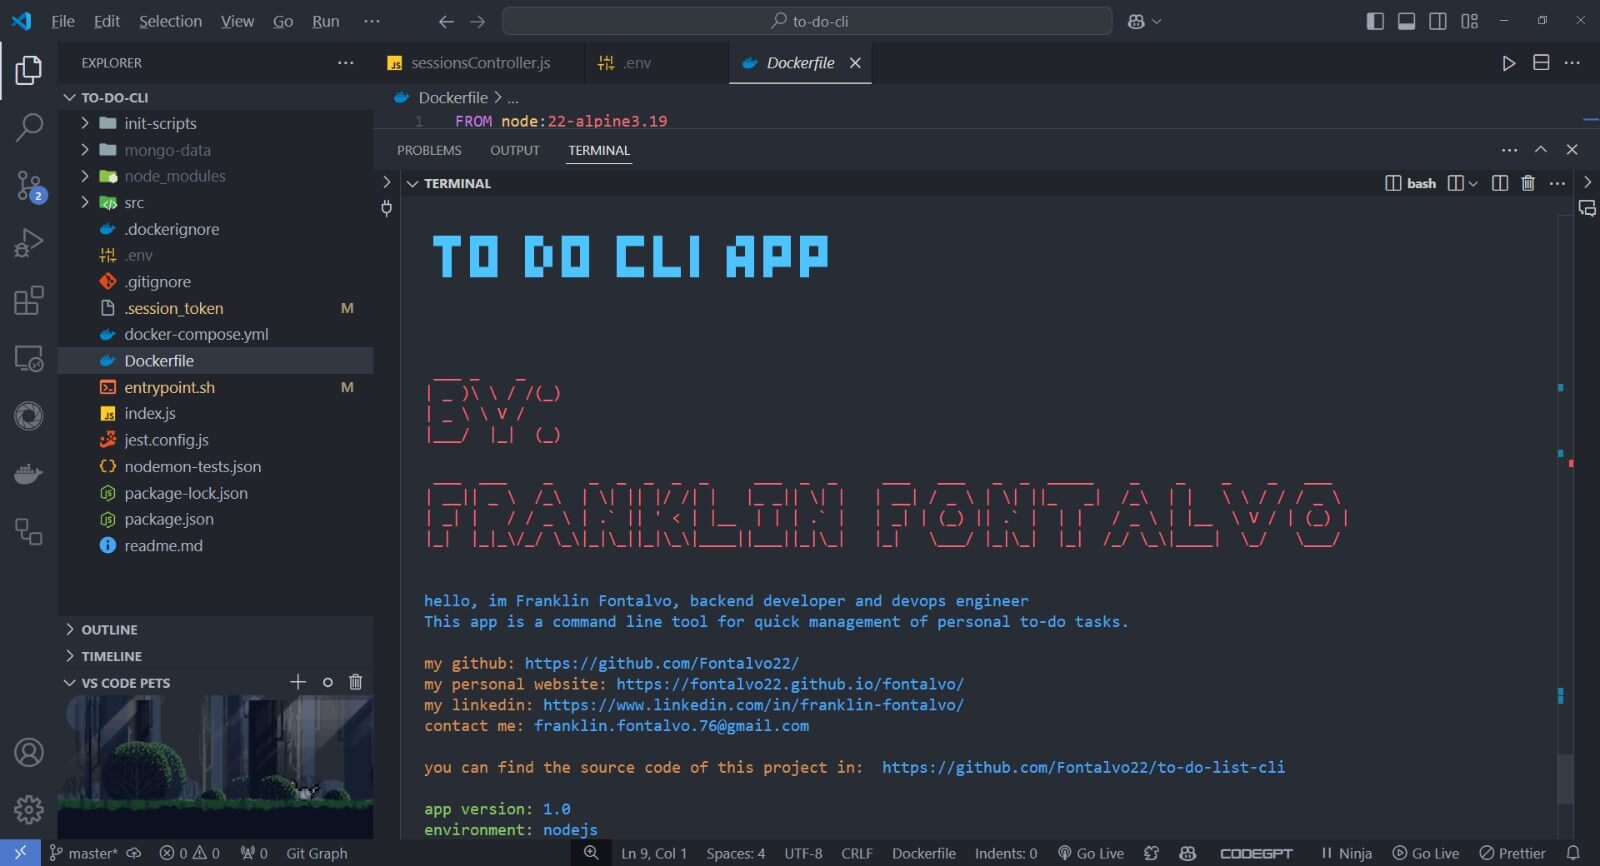 File Edit Selection View Go Run ··· to-do-cli
EXPLORER ···
TO-DO-CLI
init-scripts
mongo-data
node_modules
src
.dockerignore
.env
.gitignore
.session_token M
docker-compose.yml
Dockerfile
entrypoint.sh M
index.js
jest.config.js
nodemon-tests.json
package-lock.json
package.json
readme.md
OUTLINE
TIMELINE
VS CODE PETS
2
JS sessionsController.js .env Dockerfile
Dockerfile > ...
1 FROM node:22-alpine3.19
PROBLEMS OUTPUT TERMINAL
TERMINAL bash
TO DO CLI APP
BY:
FRANKLIN FONTALVO
hello, im Franklin Fontalvo, backend developer and devops engineer
This app is a command line tool for quick management of personal to-do tasks.
my github: https://github.com/Fontalvo22/
my personal website: https://fontalvo22.github.io/fontalvo/
my linkedin: https://www.linkedin.com/in/franklin-fontalvo/
contact me: franklin.fontalvo.76@gmail.com
you can find the source code of this project in: https://github.com/Fontalvo22/to-do-list-cli
app version: 1.0
environment: nodejs
master* 0 0 0 Git Graph Ln 9, Col 1 Spaces: 4 UTF-8 CRLF Dockerfile Indents: 0 Go Live CODEGPT Ninja Go Live Prettier